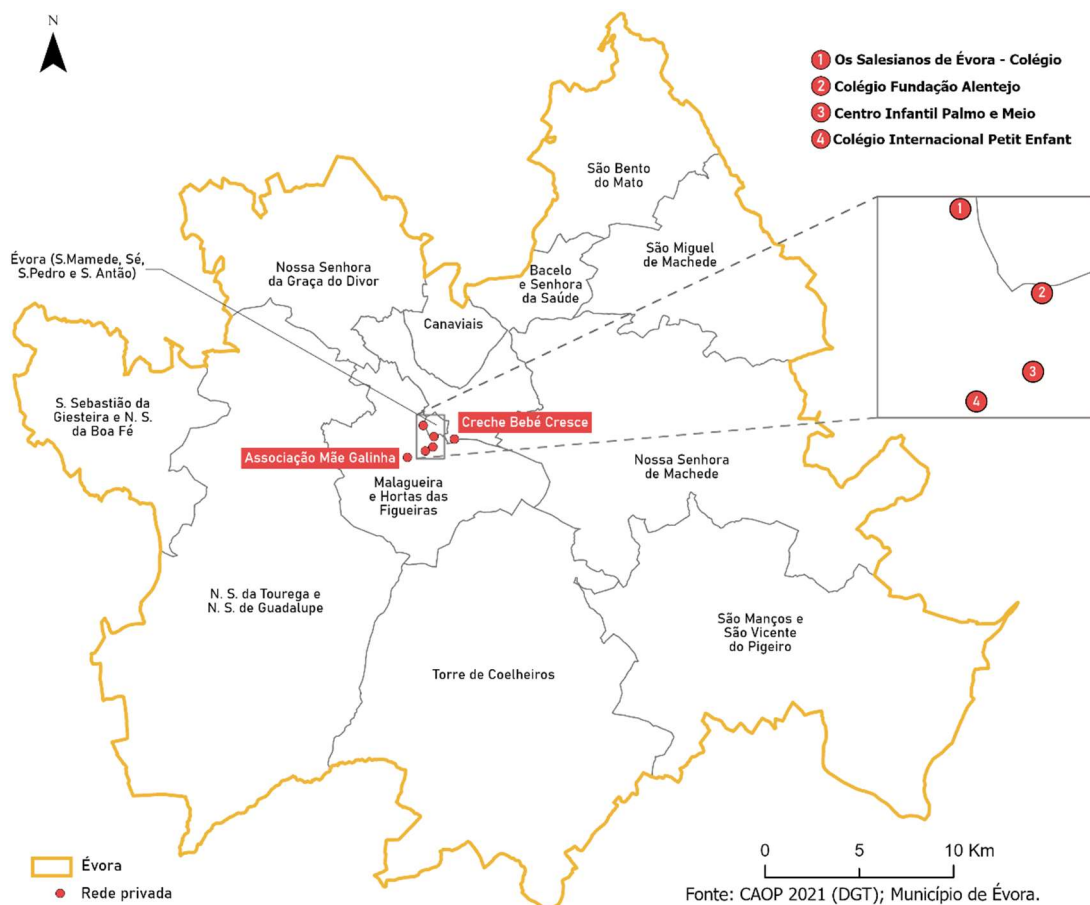 N
1 Os Salesianos de Évora - Colégio
2 Colégio Fundação Alentejo
3 Centro Infantil Palmo e Meio
4 Colégio Internacional Petit Enfant
São Bento
do Mato
São Miguel
de Machede
Évora (S.Mamede, Sé,
S.Pedro e S. Antão)
Nossa Senhora
da Graça do Divor
Bacelo
e Senhora
da Saúde
Canaviais
1
2
3
4
S. Sebastião da
Giesteira e N. S.
da Boa Fé
Creche Bebé Cresce
Associação Mãe Galinha
Malagueira
e Hortas das
Figueiras
Nossa Senhora
de Machede
N. S. da Tourega e
N. S. de Guadalupe
São Manços e
São Vicente
do Pigeiro
Torre de Coelheiros
Évora
Rede privada
0 5 10 Km
Fonte: CAOP 2021 (DGT); Município de Évora.